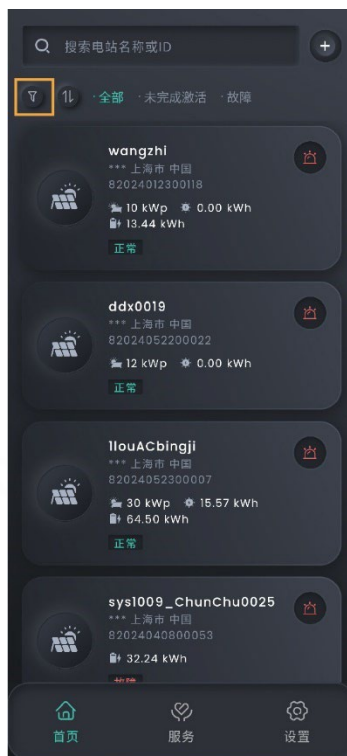 搜索电站名称或ID
全部 ·未完成激活 ·故障
wangzhi
*** 上海市 中国
82024012300118
10 kWp 0.00 kWh
13.44 kWh
正常
ddx0019
*** 上海市 中国
82024052200022
12 kWp 0.00 kWh
正常
1louACbingji
*** 上海市 中国
82024052300007
30 kWp 15.57 kWh
64.50 kWh
正常
sys1009_ChunChu0025
*** 上海市 中国
82024040800053
32.24 kWh
故障
首页 服务 设置